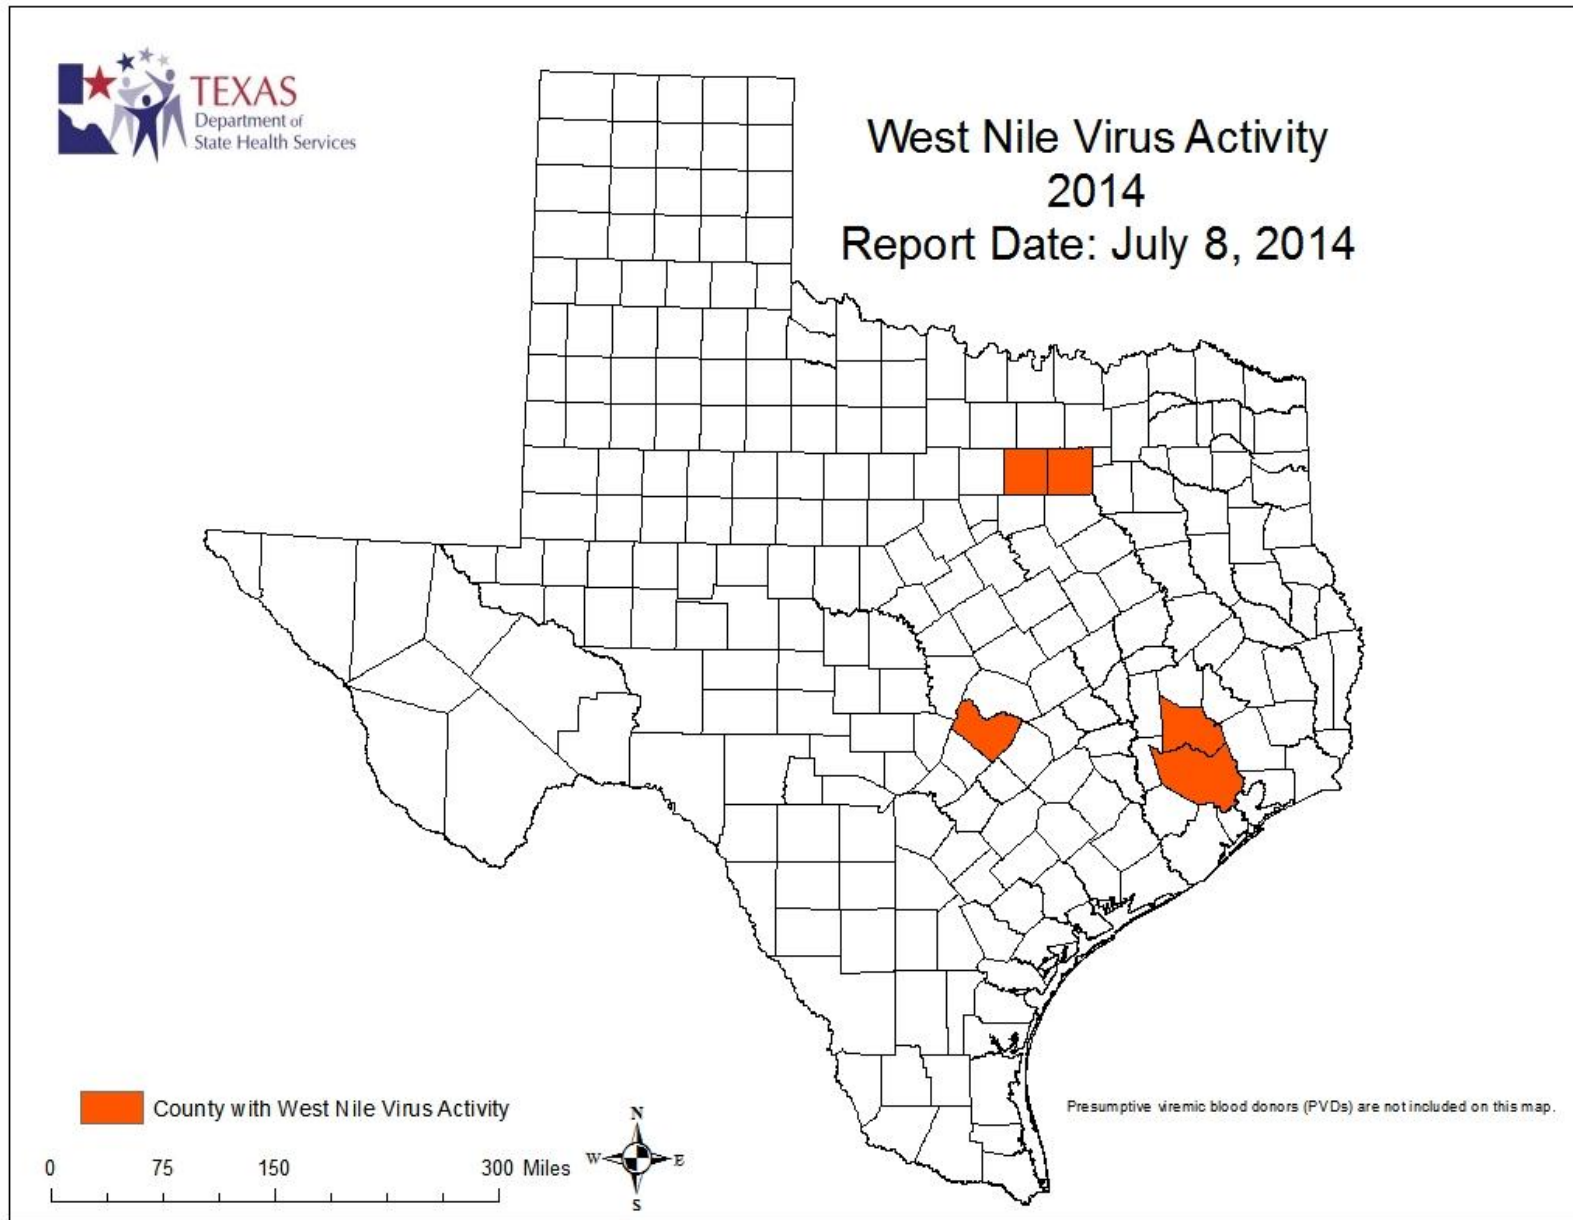 TEXAS
Department of
State Health Services
West Nile Virus Activity
2014
Report Date: July 8, 2014
County with West Nile Virus Activity
0 75 150 300 Miles
N
W E
S
Presumptive viremic blood donors (PVDs) are not included on this map.